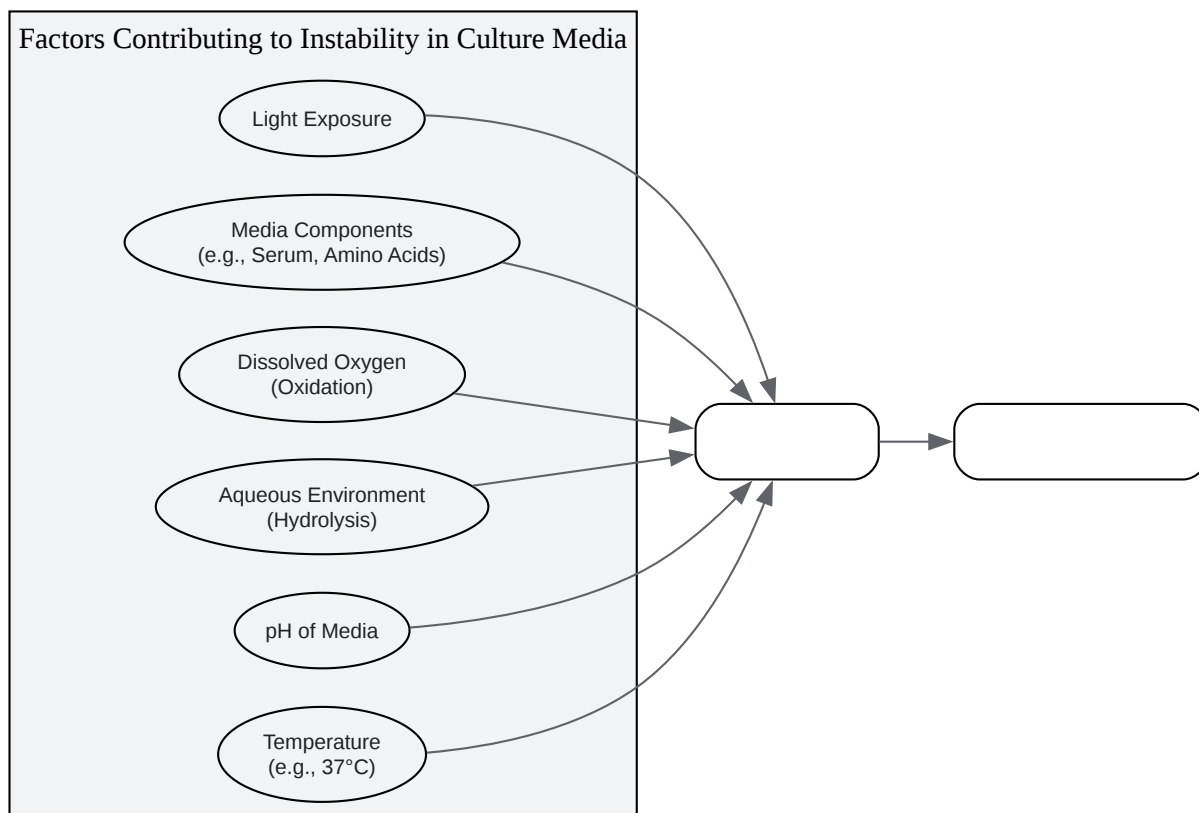 Factors Contributing to Instability in Culture Media
Light Exposure
Media Components
(e.g., Serum, Amino Acids)
Dissolved Oxygen
(Oxidation)
Aqueous Environment
(Hydrolysis)
pH of Media
Temperature
(e.g., 37°C)